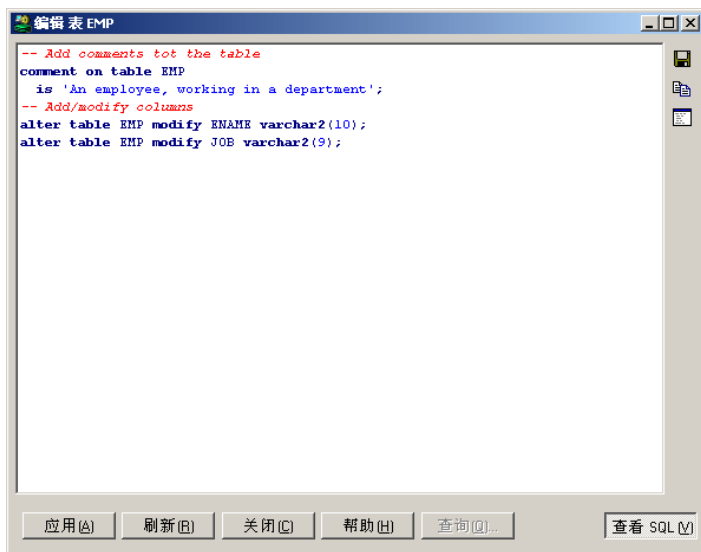 编辑 表 EMP
-- Add comments tot the table
comment on table EMP
is 'An employee, working in a department';
-- Add/modify columns
alter table EMP modify ENAME varchar2(10);
alter table EMP modify JOB varchar2(9);
应用(A) 刷新(R) 关闭(C) 帮助(H) 查询(Q)... 查看 SQL(V)